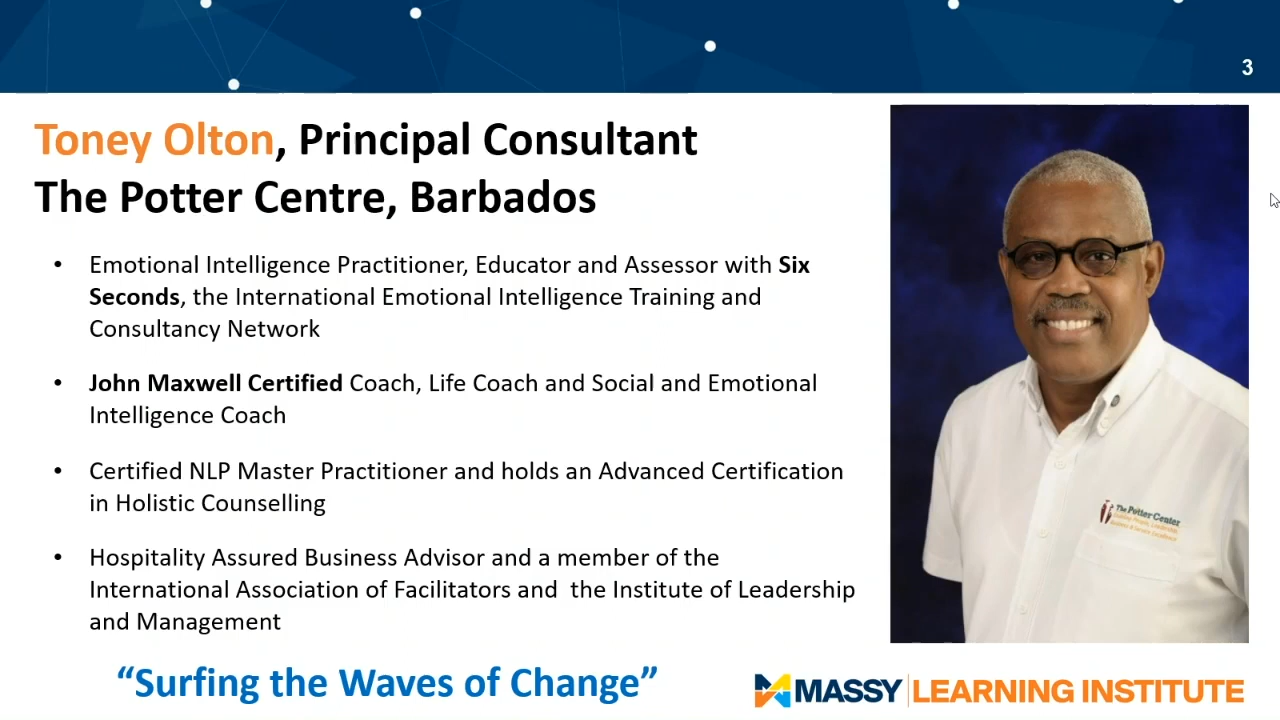 3
Toney Olton, Principal Consultant
The Potter Centre, Barbados
• Emotional Intelligence Practitioner, Educator and Assessor with Six
Seconds, the International Emotional Intelligence Training and
Consultancy Network
• John Maxwell Certified Coach, Life Coach and Social and Emotional
Intelligence Coach
• Certified NLP Master Practitioner and holds an Advanced Certification
in Holistic Counselling
• Hospitality Assured Business Advisor and a member of the
International Association of Facilitators and  the Institute of Leadership
and Management
The Potter Center
“Surfing the Waves of Change”
MASSY LEARNING INSTITUTE